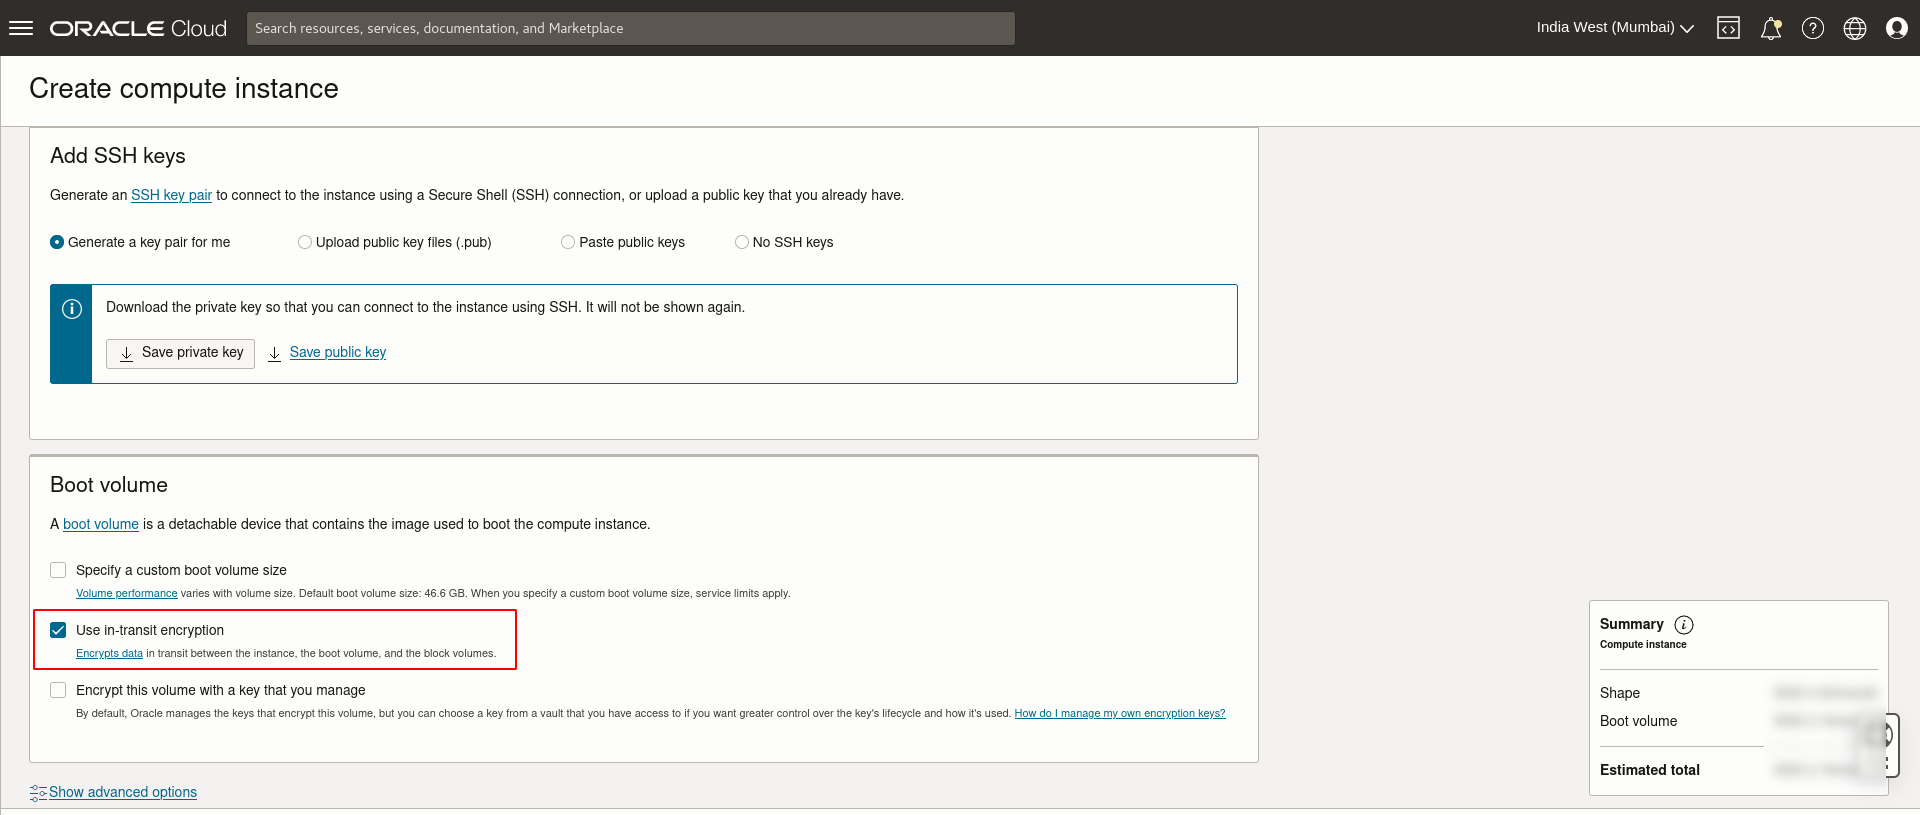 ORACLE Cloud
Search resources, services, documentation, and Marketplace
India West (Mumbai)
Create compute instance
Add SSH keys
Generate an SSH key pair to connect to the instance using a Secure Shell (SSH) connection, or upload a public key that you already have.
Generate a key pair for me
Upload public key files (.pub)
Paste public keys
No SSH keys
Download the private key so that you can connect to the instance using SSH. It will not be shown again.
Save private key
Save public key
Boot volume
A boot volume is a detachable device that contains the image used to boot the compute instance.
Specify a custom boot volume size
Volume performance varies with volume size. Default boot volume size: 46.6 GB. When you specify a custom boot volume size, service limits apply.
Use in-transit encryption
Encrypts data in transit between the instance, the boot volume, and the block volumes.
Encrypt this volume with a key that you manage
By default, Oracle manages the keys that encrypt this volume, but you can choose a key from a vault that you have access to if you want greater control over the key's lifecycle and how it's used. How do I manage my own encryption keys?
Show advanced options
Summary
Compute instance
Shape
Boot volume
Estimated total